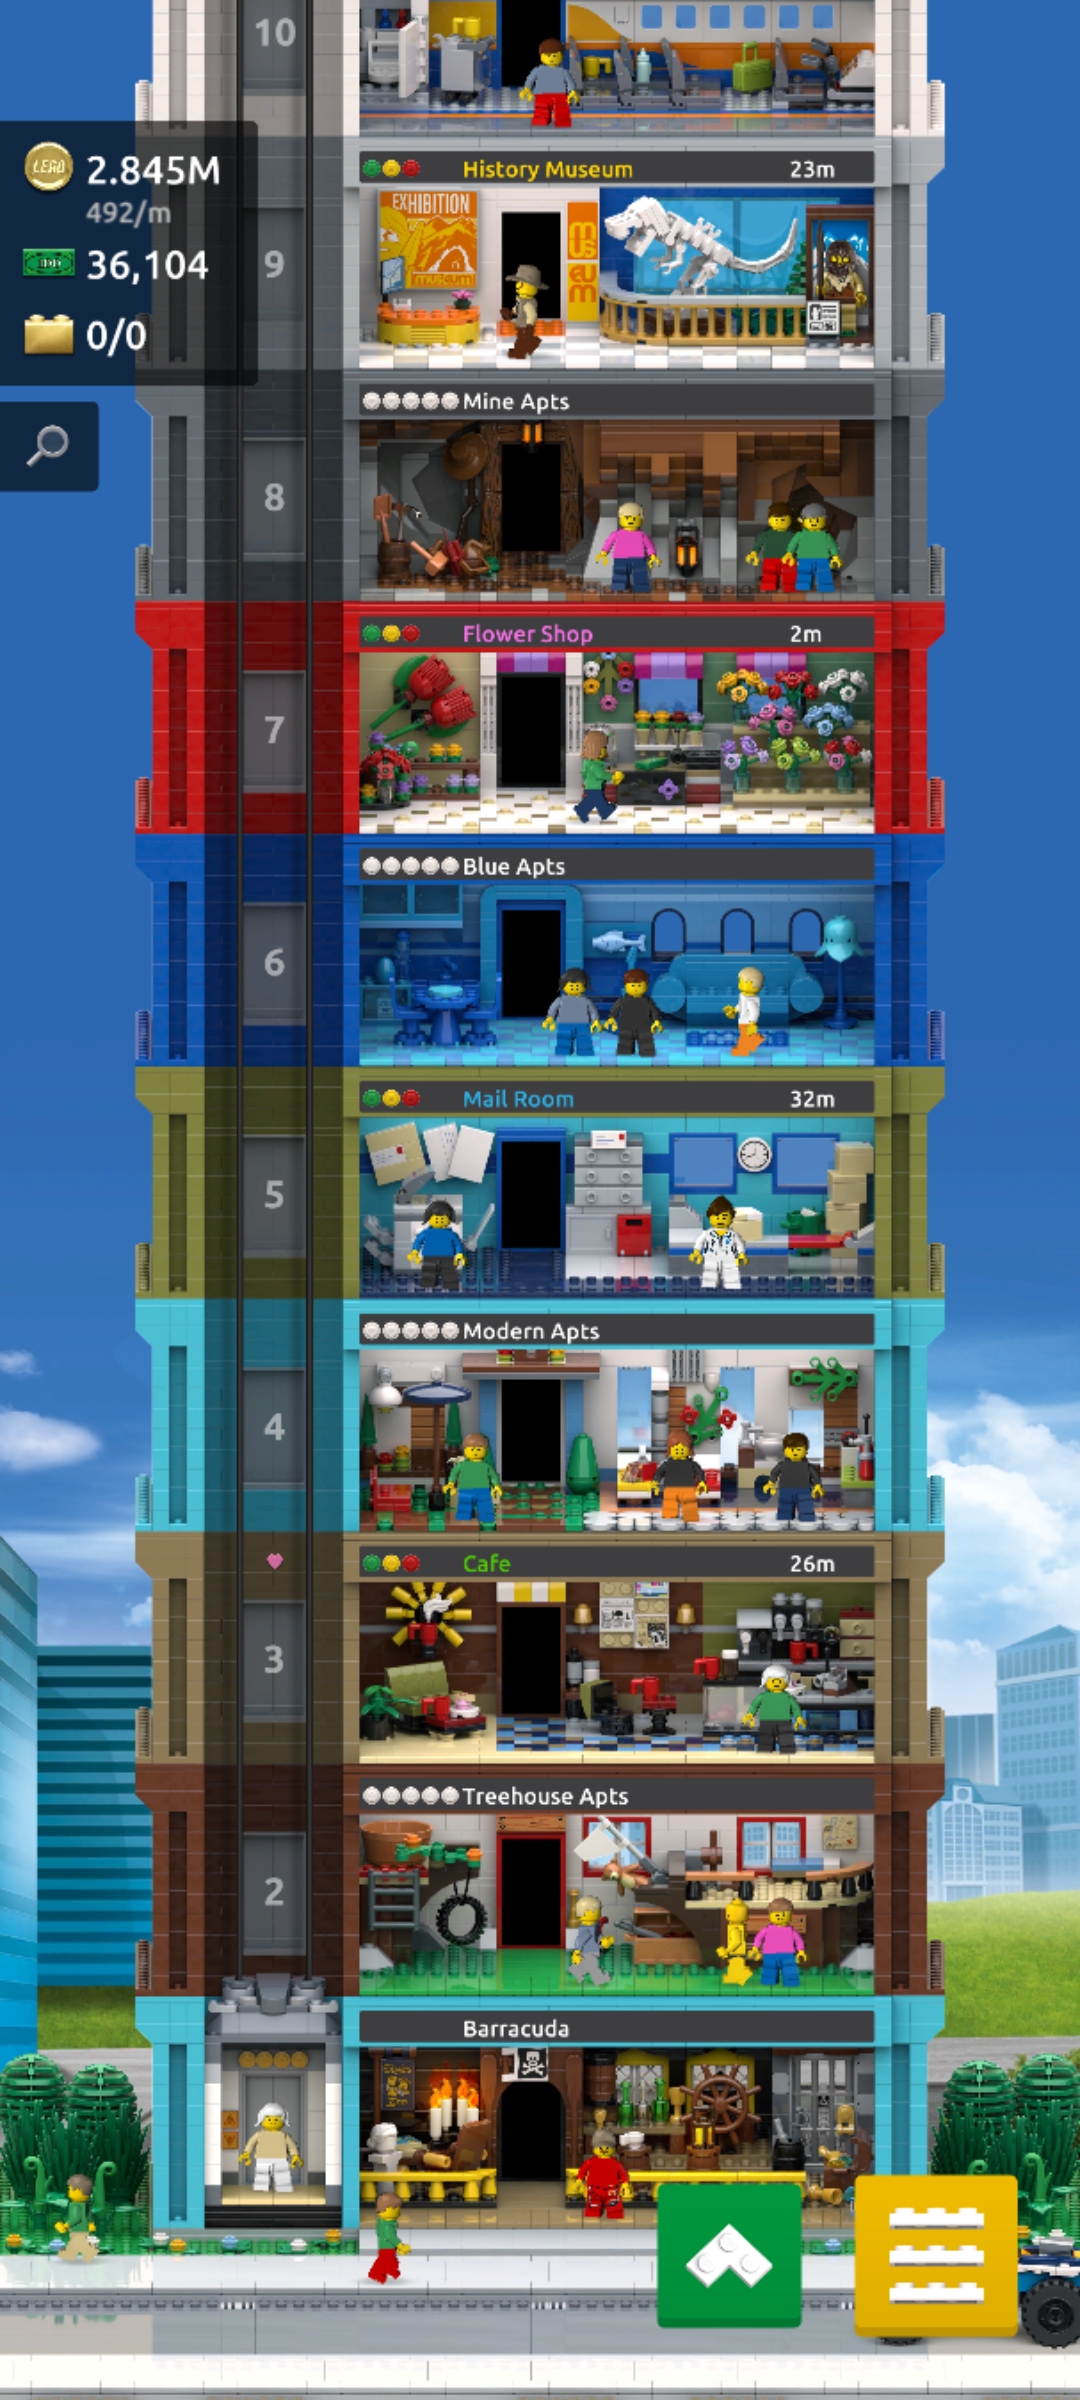 10
LEGO
2.845M
492/m
36,104
0/0
History Museum 23m
EXHIBITION
museum
mus
eum
9
Mine Apts
8
Flower Shop 2m
7
Blue Apts
6
Mail Room 32m
5
Modern Apts
4
Cafe 26m
3
Treehouse Apts
2
Barracuda